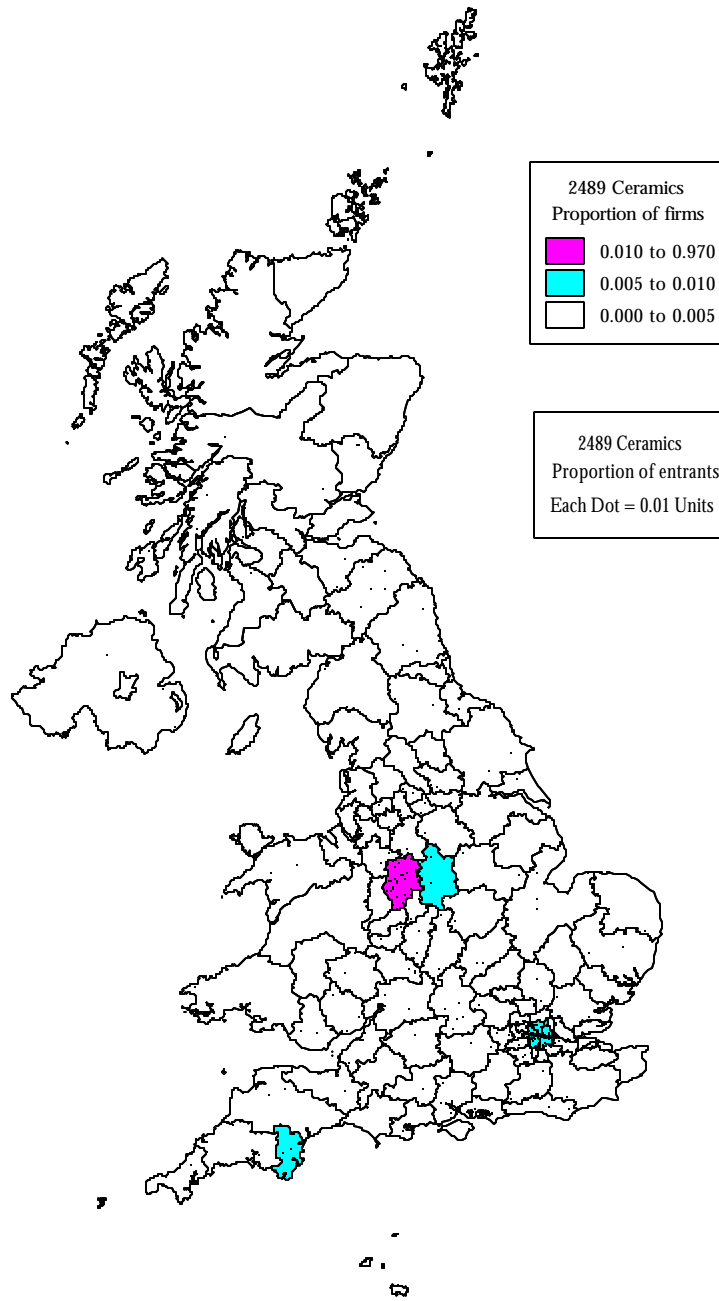 2489 Ceramics
Proportion of firms
0.010 to 0.970
0.005 to 0.010
0.000 to 0.005
2489 Ceramics
Proportion of entrants
Each Dot = 0.01 Units